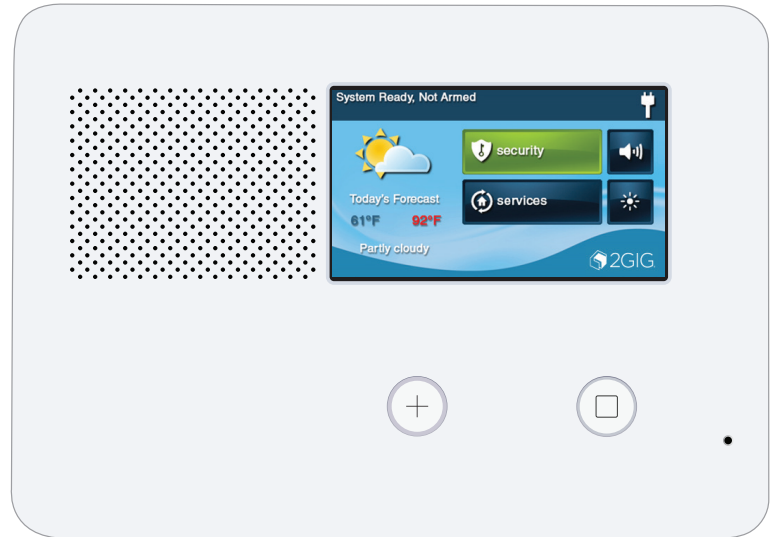 System Ready, Not Armed
security
Today's Forecast
services
61°F 92°F
Partly cloudy
2GIG.